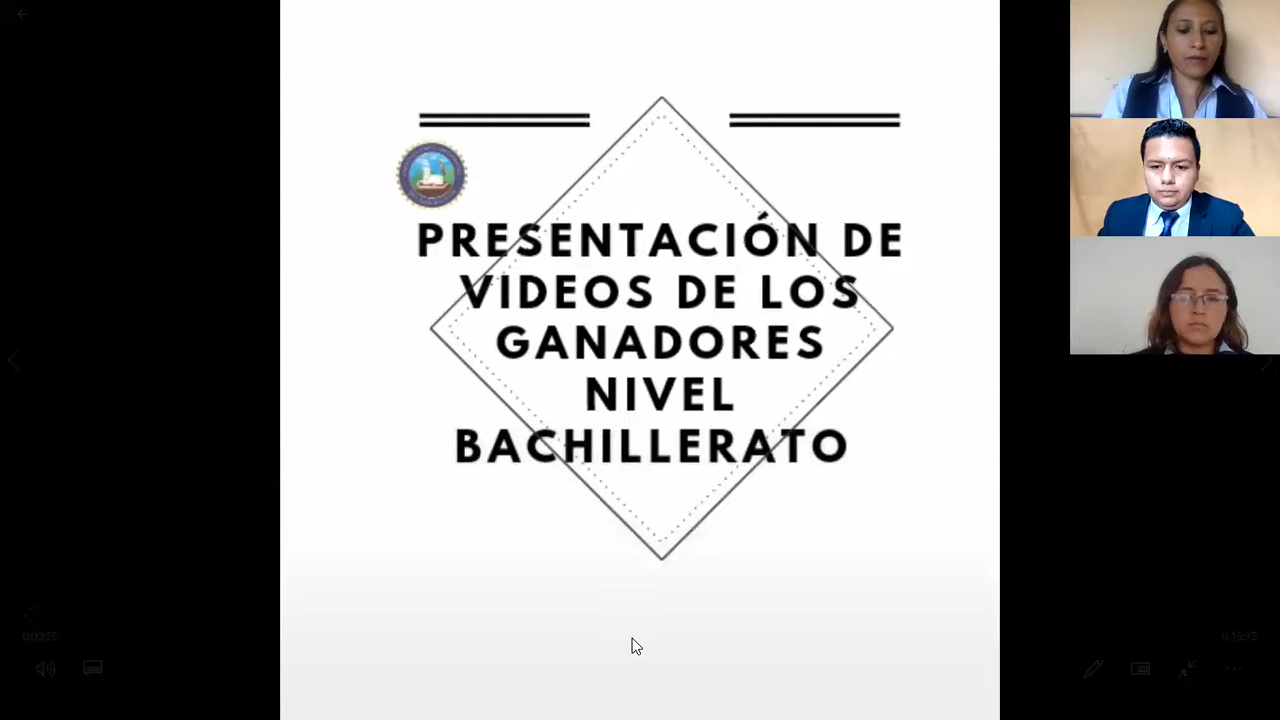 PRESENTACIÓN DE
VIDEOS DE LOS
GANADORES
NIVEL
BACHILLERATO